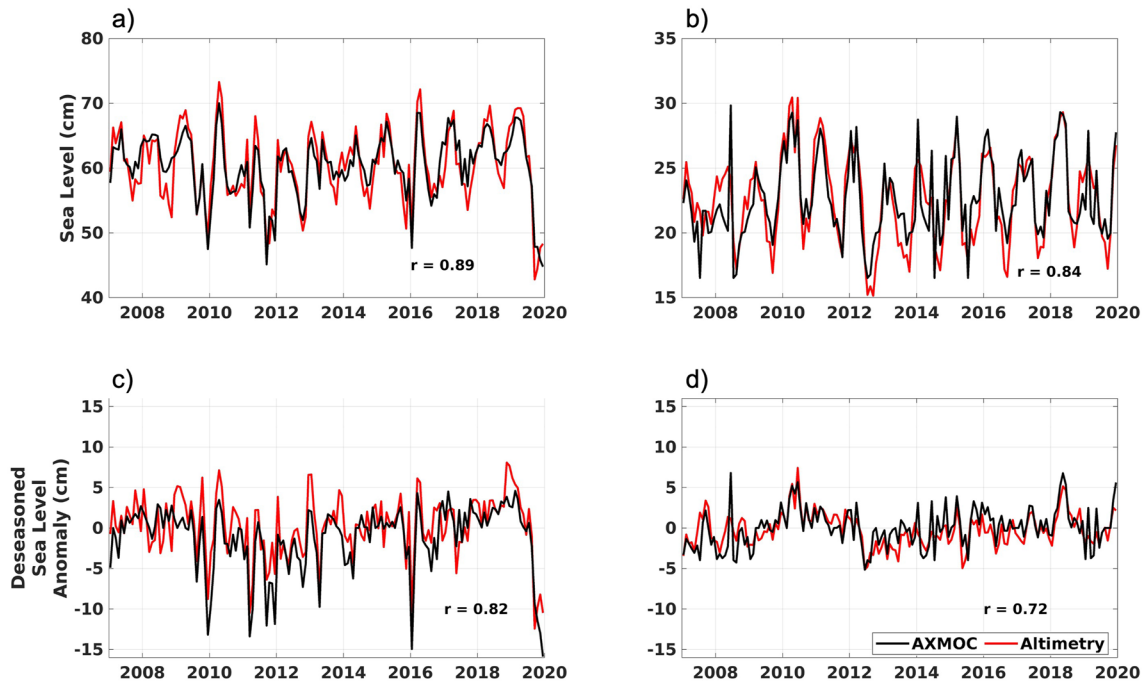 a)
80
70
60
50
40
Sea Level (cm)
r = 0.89
2008 2010 2012 2014 2016 2018 2020
b)
35
30
25
20
15
r = 0.84
2008 2010 2012 2014 2016 2018 2020
c)
15
10
5
0
-5
-10
-15
Deseasoned
Sea Level
Anomaly (cm)
r = 0.82
2008 2010 2012 2014 2016 2018 2020
d)
15
10
5
0
-5
-10
-15
r = 0.72
AXMOC Altimetry
2008 2010 2012 2014 2016 2018 2020